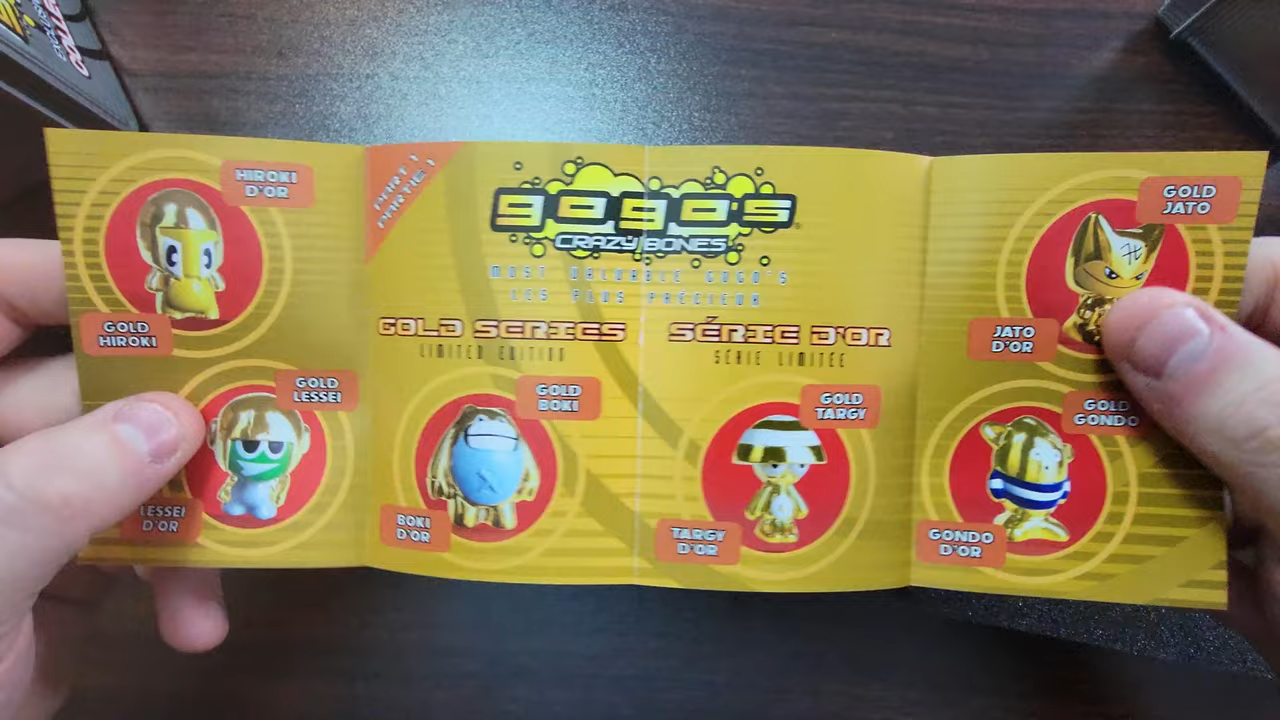 COLLE
HIROKI
D'OR
GOLD
HIROKI
GOLD
LESSEI
LESSEI
D'OR
PART 1
PARTIE 1
gogo's
CRAZY BONES
MOST VALUABLE GOGO'S
LES PLUS PRÉCIEUX
GOLD SERIES
LIMITED EDITION
SÉRIE D'OR
SÉRIE LIMITÉE
GOLD
BOKI
BOKI
D'OR
GOLD
TARGY
TARGY
D'OR
GOLD
JATO
JATO
D'OR
GOLD
GONDO
GONDO
D'OR